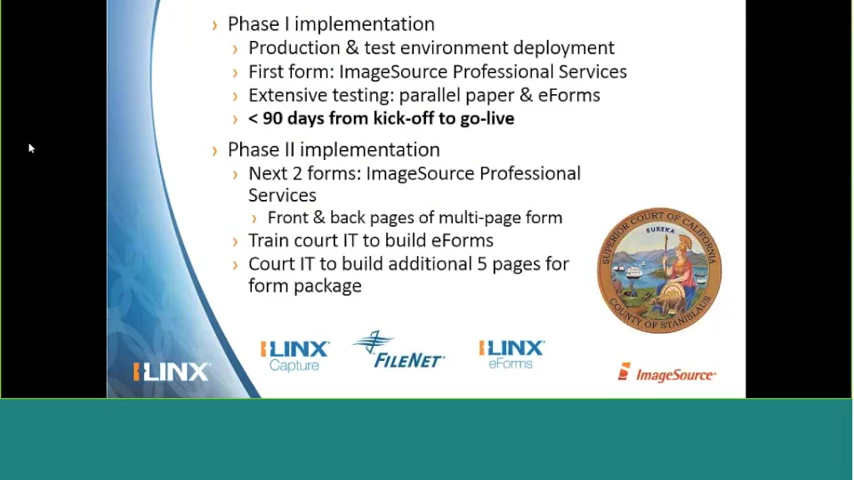 › Phase I implementation
› Production & test environment deployment
› First form: ImageSource Professional Services
› Extensive testing: parallel paper & eForms
› < 90 days from kick-off to go-live
› Phase II implementation
› Next 2 forms: ImageSource Professional
Services
› Front & back pages of multi-page form
› Train court IT to build eForms
› Court IT to build additional 5 pages for
form package
SUPERIOR COURT OF CALIFORNIA
EUREKA
COUNTY OF STANISLAUS
ILINX
ILINX
Capture
FILENET
ILINX
eForms
ImageSource